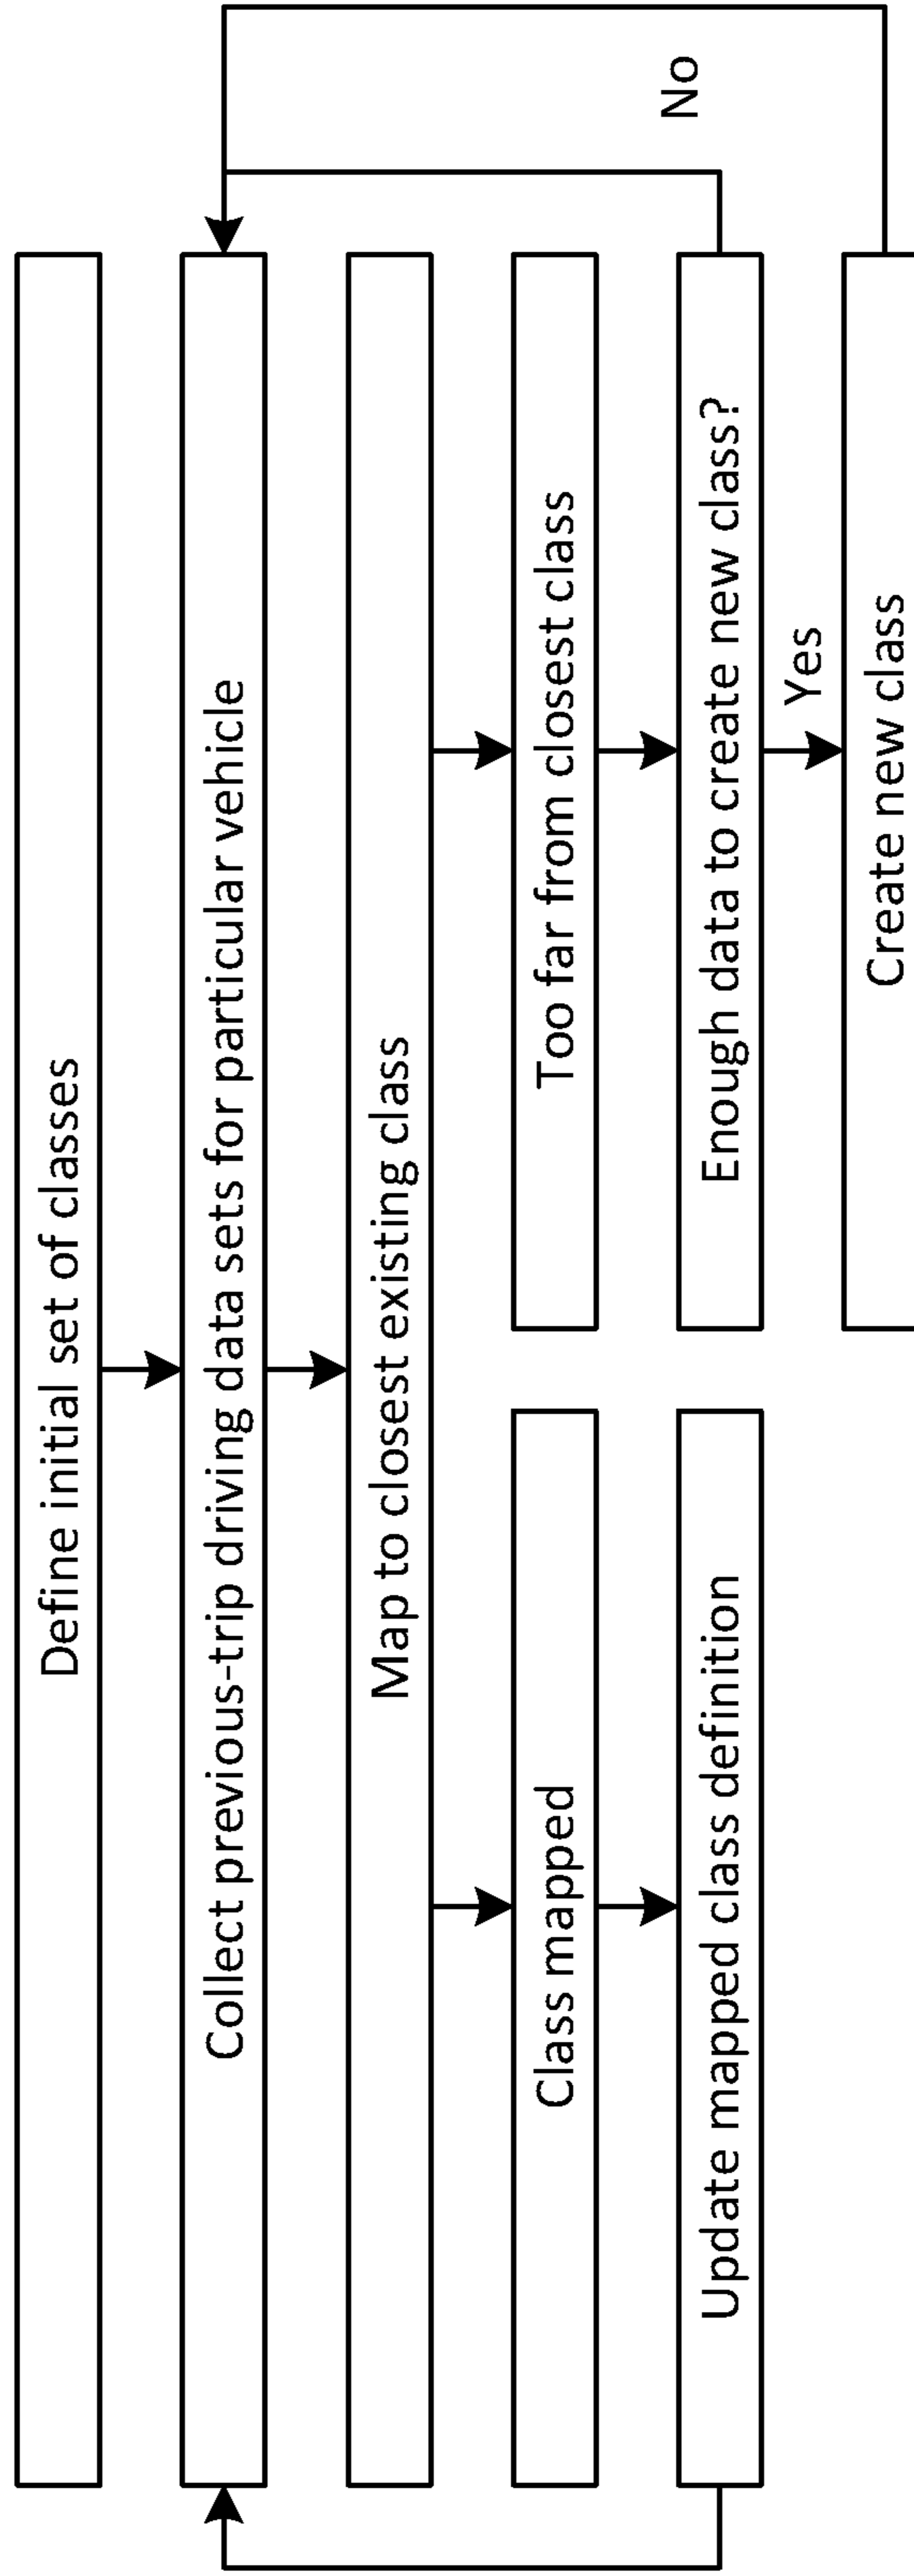 Define initial set of classes
Collect previous-trip driving data sets for particular vehicle
Map to closest existing class
Class mapped
Too far from closest class
Update mapped class definition
Enough data to create new class?
No
Yes
Create new class